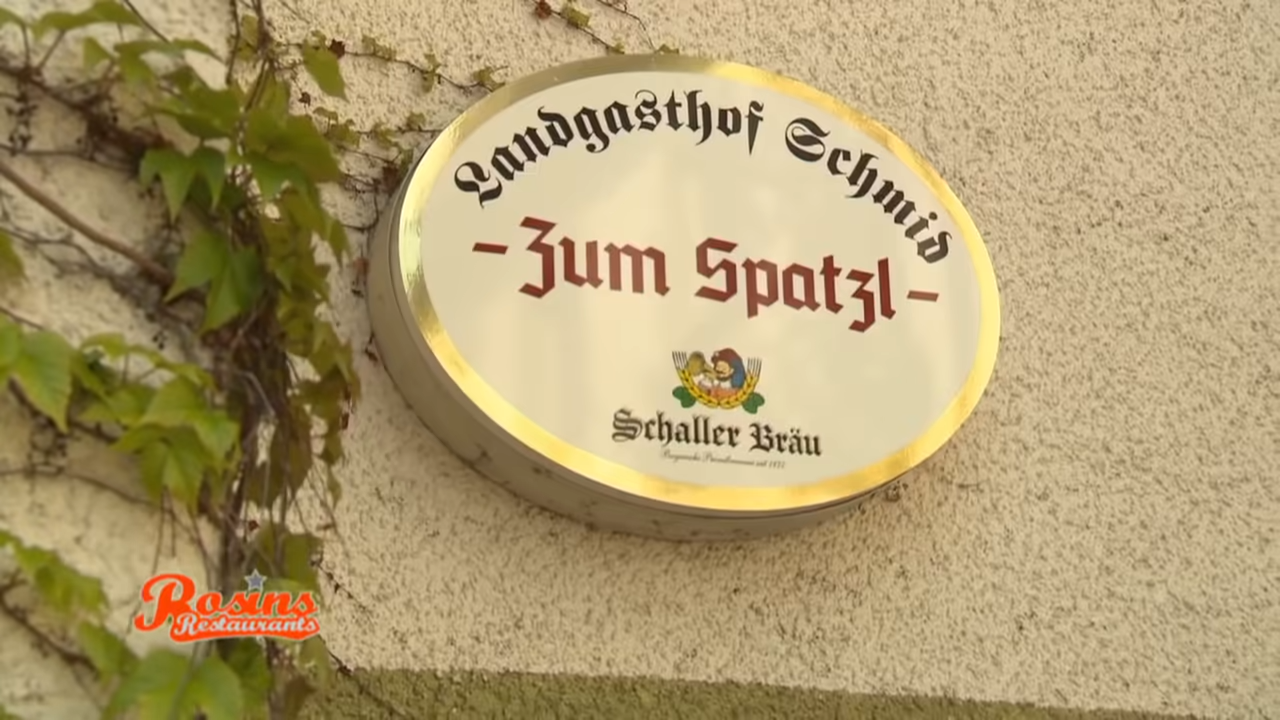 Landgasthof Schmid
- Zum Spatzl -
Schaller Bräu
Rosins
Restaurants